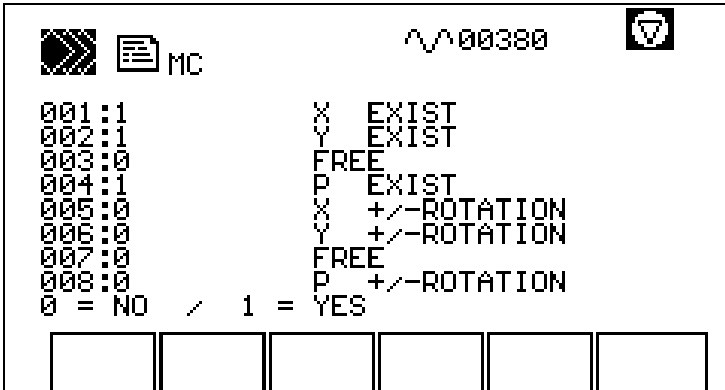 MC 00380
001:1 X EXIST
002:1 Y EXIST
003:0 FREE
004:1 P EXIST
005:0 X +/-ROTATION
006:0 Y +/-ROTATION
007:0 FREE
008:0 P +/-ROTATION
0 = NO / 1 = YES